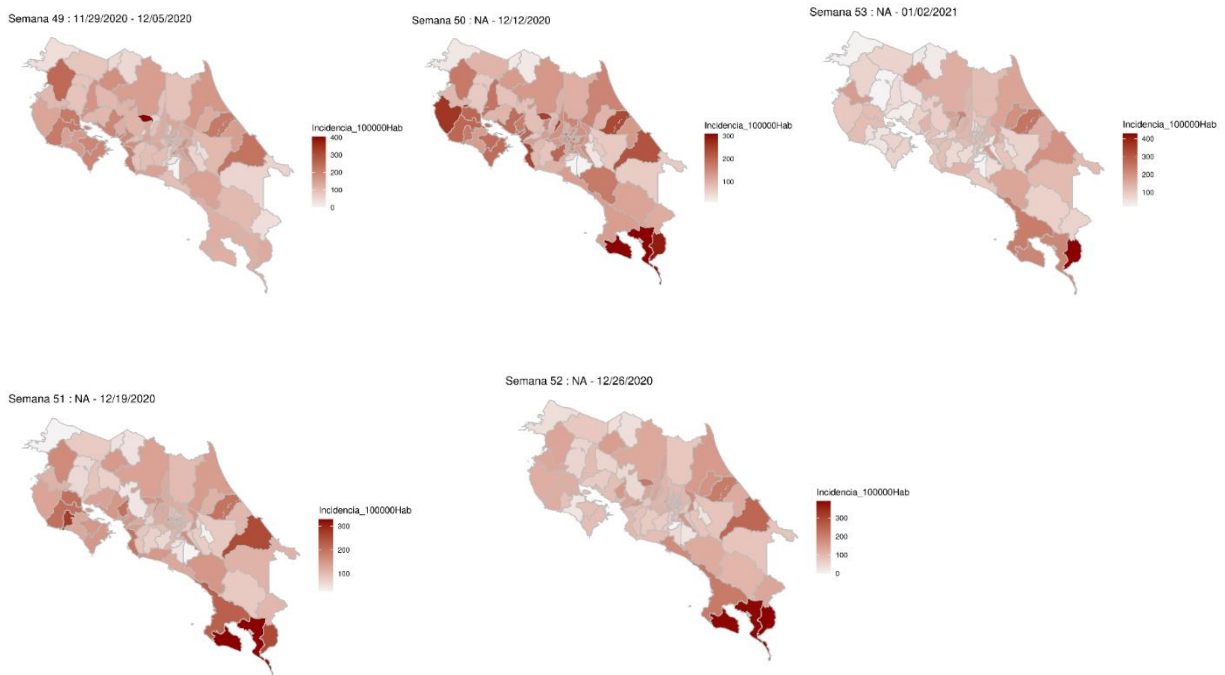 Semana 49 : 11/29/2020 - 12/05/2020
Incidencia_100000Hab
400
300
200
100
0
Semana 50 : NA - 12/12/2020
Incidencia_100000Hab
300
200
100
Semana 53 : NA - 01/02/2021
Incidencia_100000Hab
400
300
200
100
Semana 51 : NA - 12/19/2020
Incidencia_100000Hab
300
200
100
Semana 52 : NA - 12/26/2020
Incidencia_100000Hab
300
200
100
0